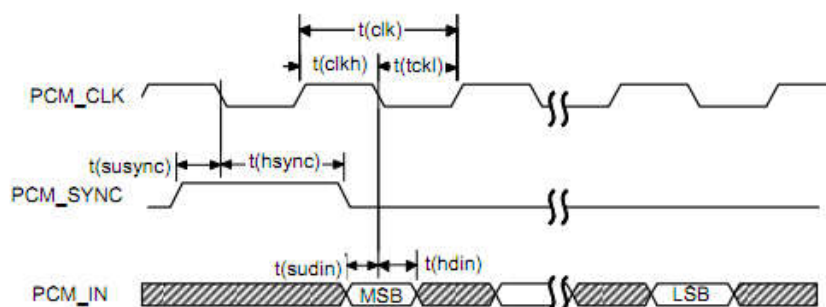 t(clk)
t(clkh)
t(tckl)
PCM_CLK
t(susync)
t(hsync)
PCM_SYNC
t(sudin)
t(hdin)
PCM_IN
MSB
LSB